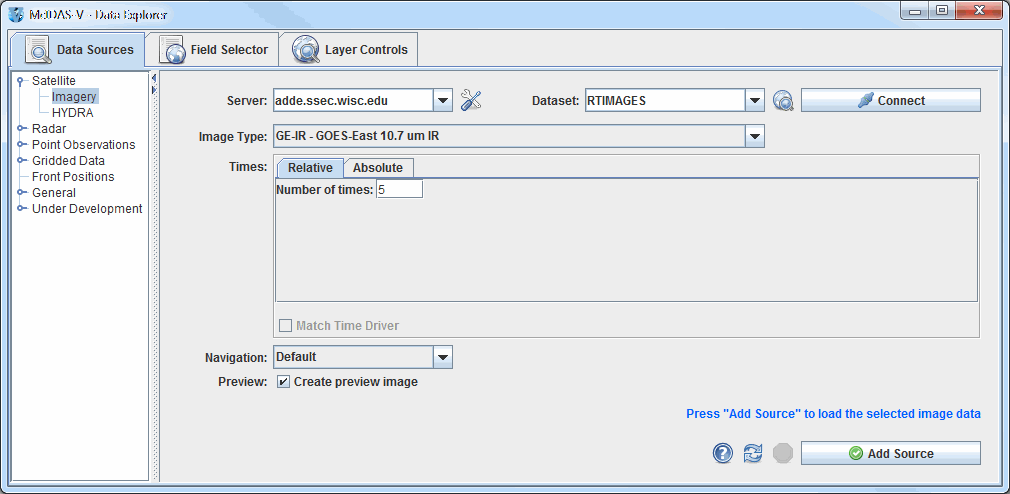 McIDAS-V - Data Explorer
Data Sources Field Selector Layer Controls
Satellite
Imagery
HYDRA
Radar
Point Observations
Gridded Data
Front Positions
General
Under Development
Server: adde.ssec.wisc.edu Dataset: RTIMAGES Connect
Image Type: GE-IR - GOES-East 10.7 um IR
Times: Relative Absolute
Number of times: 5
Match Time Driver
Navigation: Default
Preview: Create preview image
Press "Add Source" to load the selected image data
? Add Source